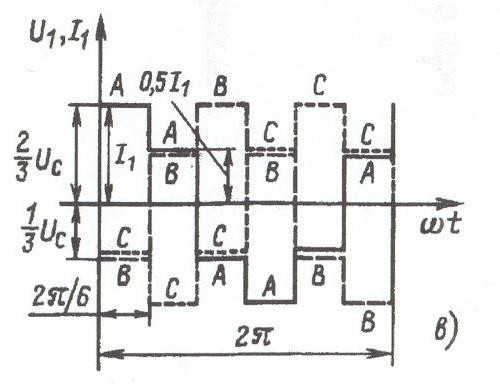 U₁, I₁
A 0,5I₁ B C
A C C
2/3 Uc I₁ B B A
ωt
1/3 Uc C C
B A B
2π/6 C A B
2π в)